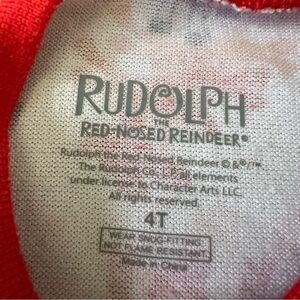 RUDOLPH
THE
RED-NOSED REINDEER®
Rudolph the Red-Nosed Reindeer © & ®/™
The Rudolph Co., L.P. all elements
under license to Character Arts LLC.
All rights reserved.
4T
WEAR SNUG-FITTING
NOT FLAME RESISTANT
Made in China